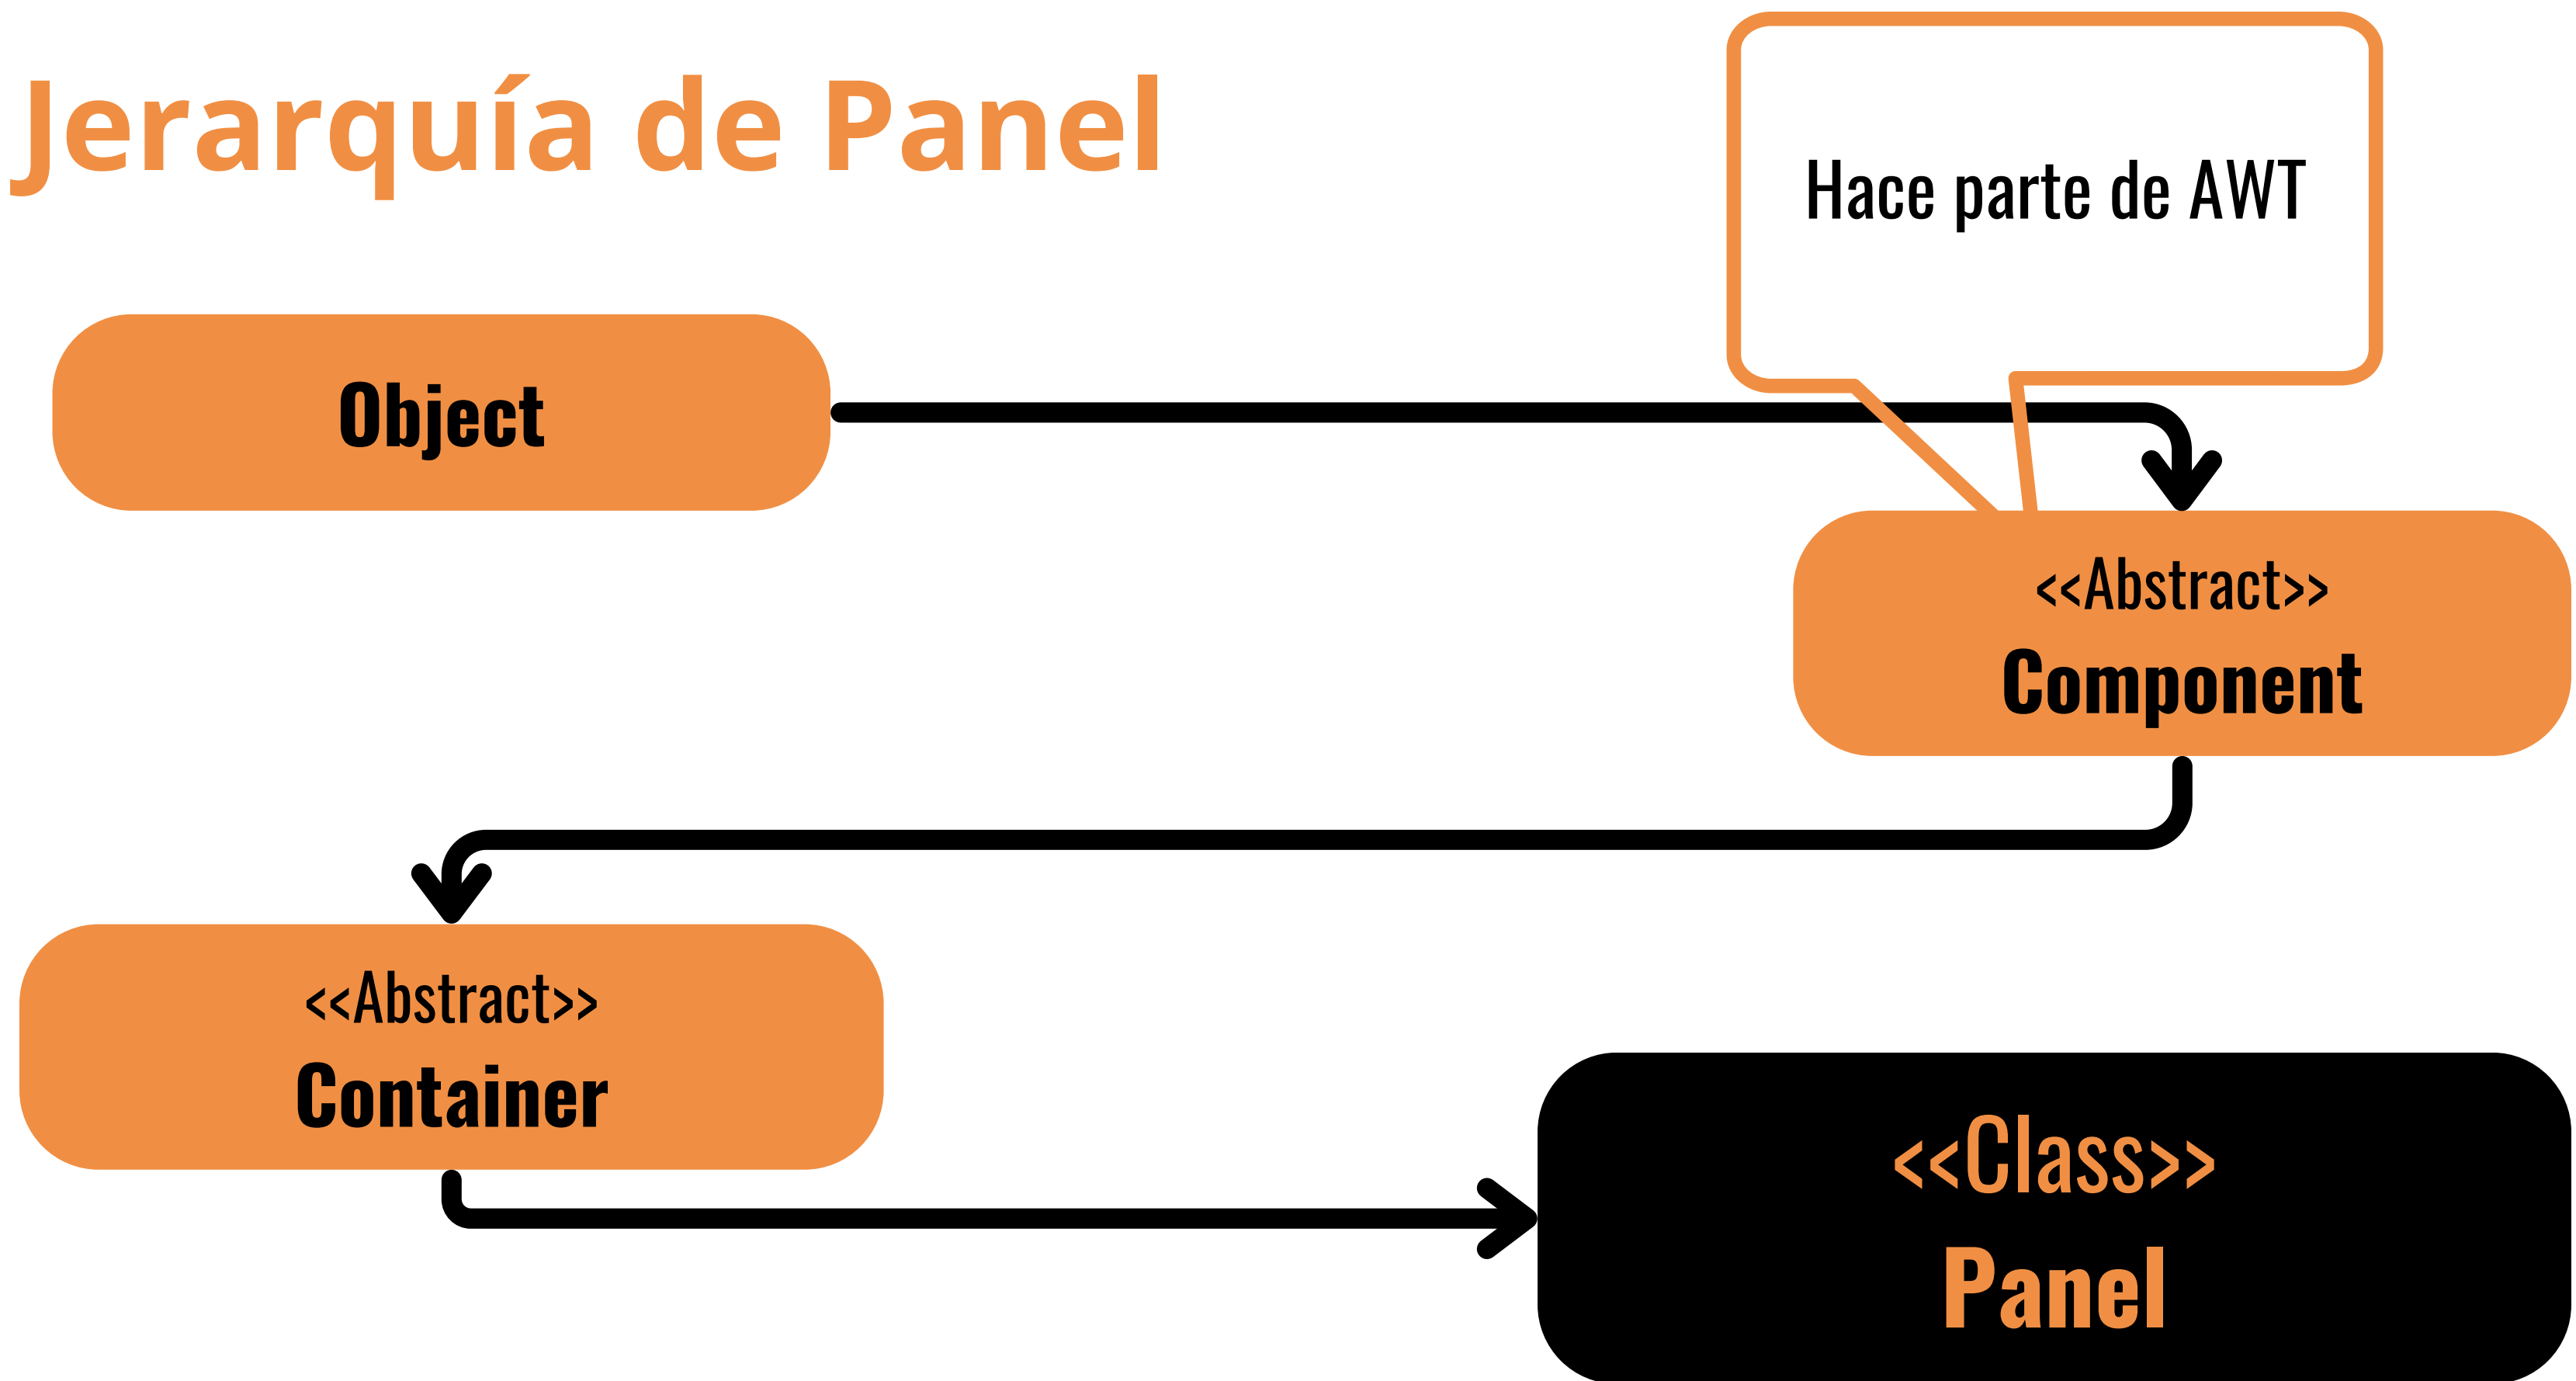 Jerarquía de Panel
Hace parte de AWT
Object
<<Abstract>>
Component
<<Abstract>>
Container
<<Class>>
Panel